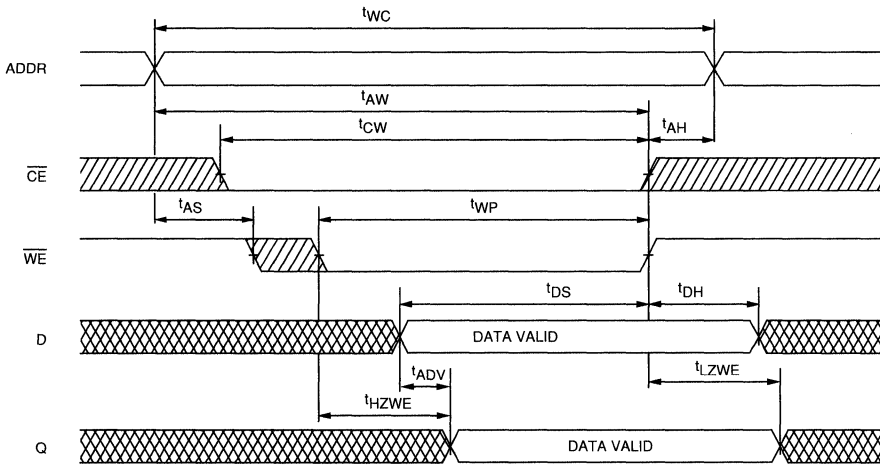 tWC
ADDR
tAW
tCW
tAH
CE
tAS
tWP
WE
tDS
tDH
D
DATA VALID
tADV
tLZWE
tHZWE
Q
DATA VALID